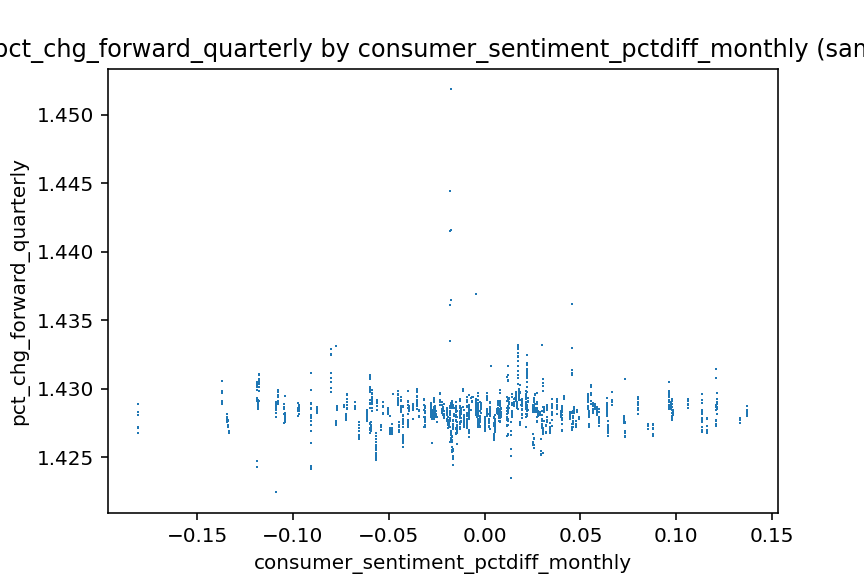 pct_chg_forward_quarterly by consumer_sentiment_pctdiff_monthly (sam
1.450
1.445
1.440
1.435
1.430
1.425
pct_chg_forward_quarterly
−0.15 −0.10 −0.05 0.00 0.05 0.10 0.15
consumer_sentiment_pctdiff_monthly